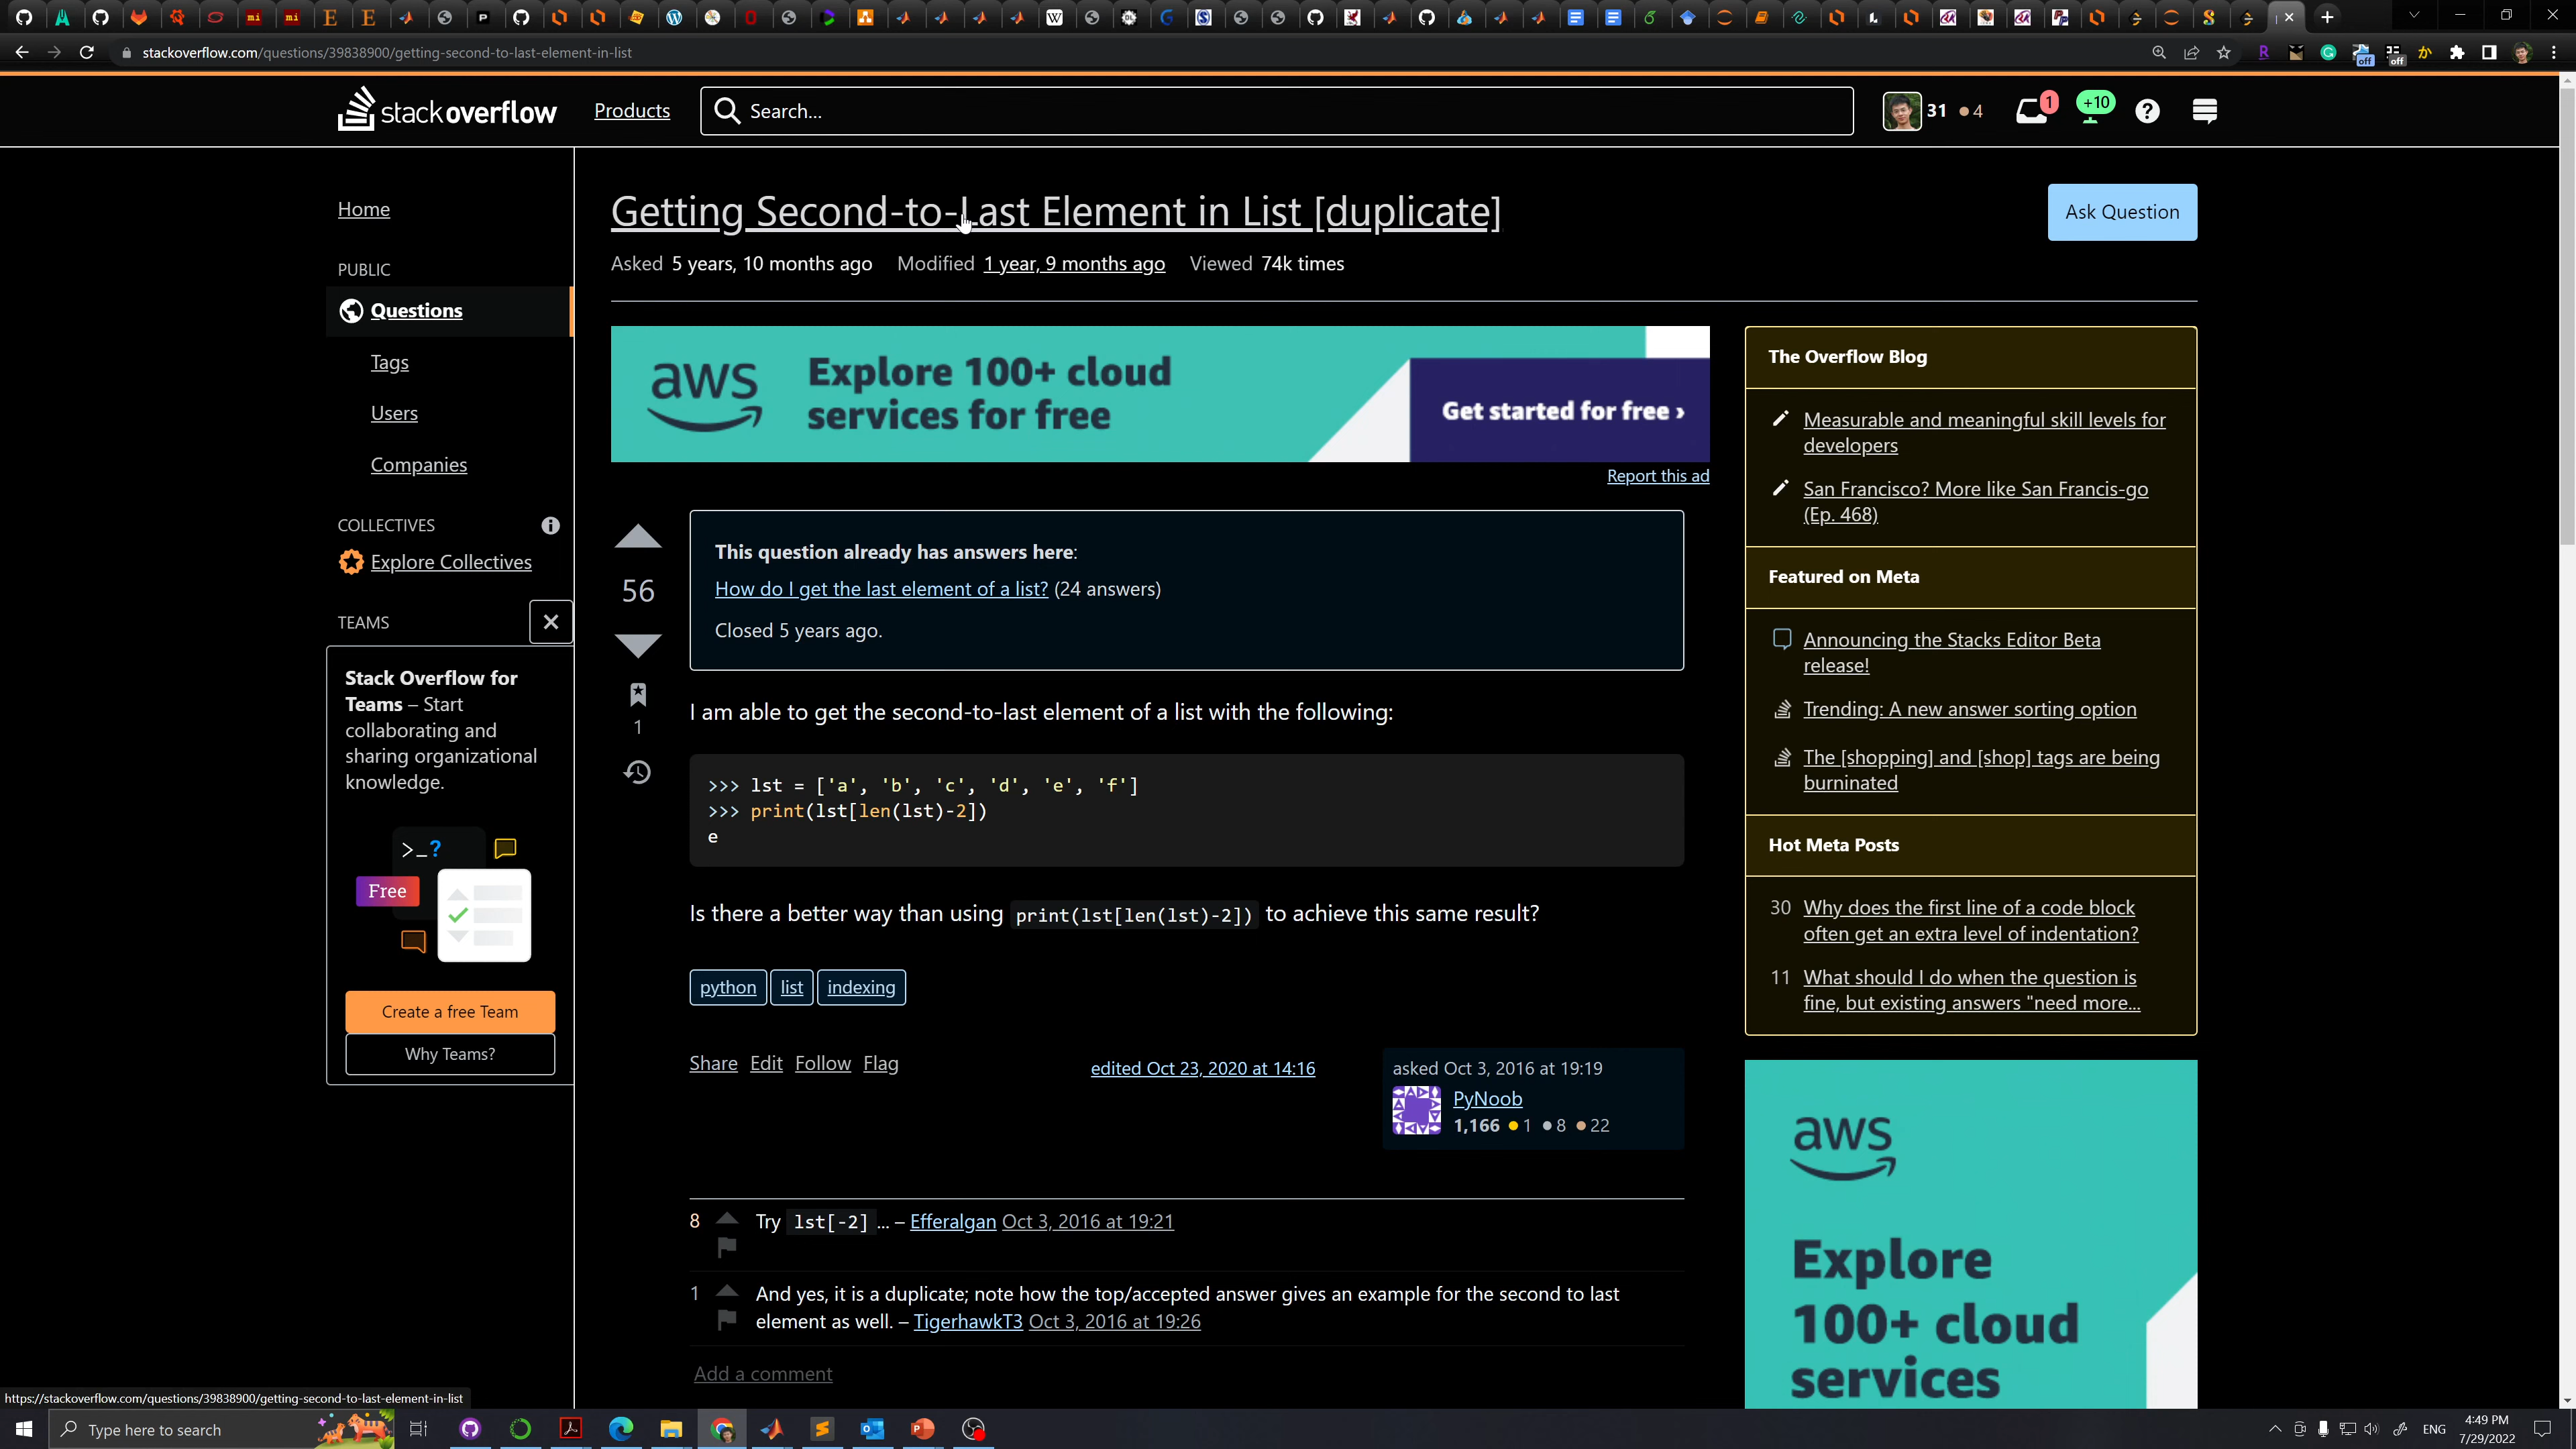 stackoverflow.com/questions/39838900/getting-second-to-last-element-in-list
off
off
stackoverflow
Products
Search...
31
4
1
+10
Home
PUBLIC
Questions
Tags
Users
Companies
COLLECTIVES
Explore Collectives
TEAMS
Stack Overflow for
Teams – Start
collaborating and
sharing organizational
knowledge.
>_?
Free
Create a free Team
Why Teams?
Getting Second-to-Last Element in List [duplicate]
Ask Question
Asked 5 years, 10 months ago Modified 1 year, 9 months ago Viewed 74k times
aws
Explore 100+ cloud
services for free
Get started for free ›
Report this ad
56
1
This question already has answers here:
How do I get the last element of a list? (24 answers)
Closed 5 years ago.
I am able to get the second-to-last element of a list with the following:
>>> lst = ['a', 'b', 'c', 'd', 'e', 'f']
>>> print(lst[len(lst)-2])
e
Is there a better way than using print(lst[len(lst)-2]) to achieve this same result?
python list indexing
Share Edit Follow Flag
edited Oct 23, 2020 at 14:16
asked Oct 3, 2016 at 19:19
PyNoob
1,166 1 8 22
8 Try lst[-2] ... – Efferalgan Oct 3, 2016 at 19:21
1 And yes, it is a duplicate; note how the top/accepted answer gives an example for the second to last
element as well. – TigerhawkT3 Oct 3, 2016 at 19:26
Add a comment
The Overflow Blog
Measurable and meaningful skill levels for
developers
San Francisco? More like San Francis-go
(Ep. 468)
Featured on Meta
Announcing the Stacks Editor Beta
release!
Trending: A new answer sorting option
The [shopping] and [shop] tags are being
burninated
Hot Meta Posts
30 Why does the first line of a code block
often get an extra level of indentation?
11 What should I do when the question is
fine, but existing answers "need more...
aws
Explore
100+ cloud
services
https://stackoverflow.com/questions/39838900/getting-second-to-last-element-in-list
Type here to search
ENG
4:49 PM
7/29/2022